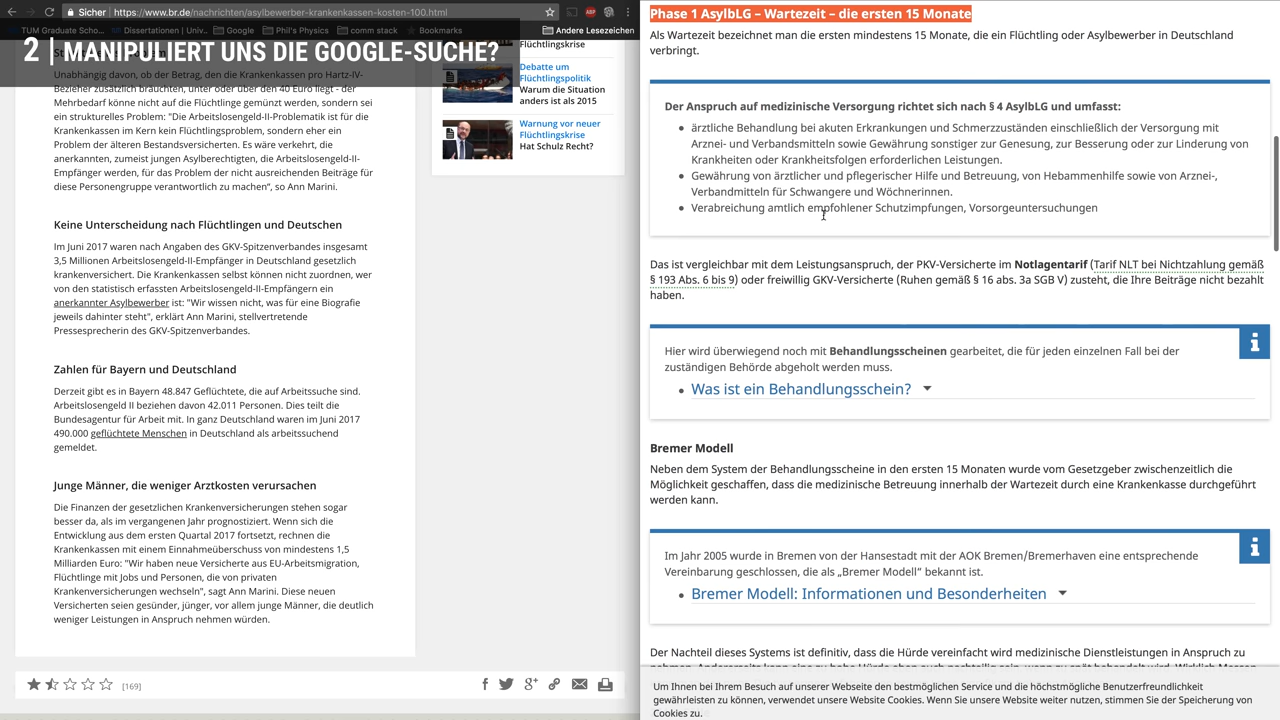 Sicher
https://www.br.de/nachrichten/asylbewerber-krankenkassen-kosten-100.html
TUM Graduate Scho...
Dissertationen | Univ...
Google
Phil's Physics
comm stack
Bookmarks
Andere Lesezeichen
2 | MANIPULIERT UNS DIE GOOGLE-SUCHE?
Unabhängig davon, ob der Betrag, den die Krankenkassen pro Hartz-IV-
Bezieher zusätzlich bräuchten, unter oder über den 40 Euro liegt - der
Mehrbedarf könne nicht auf die Flüchtlinge gemünzt werden, sondern sei
ein strukturelles Problem: "Die Arbeitslosengeld-II-Problematik ist für die
Krankenkassen im Kern kein Flüchtlingsproblem, sondern eher ein
Problem der älteren Bestandsversicherten. Es wäre verkehrt, die
anerkannten, zumeist jungen Asylberechtigten, die Arbeitslosengeld-II-
Empfänger werden, für das Problem der nicht ausreichenden Beiträge für
diese Personengruppe verantwortlich zu machen“, so Ann Marini.
Keine Unterscheidung nach Flüchtlingen und Deutschen
Im Juni 2017 waren nach Angaben des GKV-Spitzenverbandes insgesamt
3,5 Millionen Arbeitslosengeld-II-Empfänger in Deutschland gesetzlich
krankenversichert. Die Krankenkassen selbst können nicht zuordnen, wer
von den statistisch erfassten Arbeitslosengeld-II-Empfängern ein
anerkannter Asylbewerber ist: "Wir wissen nicht, was für eine Biografie
jeweils dahinter steht", erklärt Ann Marini, stellvertretende
Pressesprecherin des GKV-Spitzenverbandes.
Zahlen für Bayern und Deutschland
Derzeit gibt es in Bayern 48.847 Geflüchtete, die auf Arbeitssuche sind.
Arbeitslosengeld II beziehen davon 42.011 Personen. Dies teilt die
Bundesagentur für Arbeit mit. In ganz Deutschland waren im Juni 2017
490.000 geflüchtete Menschen in Deutschland als arbeitssuchend
gemeldet.
Junge Männer, die weniger Arztkosten verursachen
Die Finanzen der gesetzlichen Krankenversicherungen stehen sogar
besser da, als im vergangenen Jahr prognostiziert. Wenn sich die
Entwicklung aus dem ersten Quartal 2017 fortsetzt, rechnen die
Krankenkassen mit einem Einnahmeüberschuss von mindestens 1,5
Milliarden Euro: "Wir haben neue Versicherte aus EU-Arbeitsmigration,
Flüchtlinge mit Jobs und Personen, die von privaten
Krankenversicherungen wechseln", sagt Ann Marini. Diese neuen
Versicherten seien gesünder, jünger, vor allem junge Männer, die deutlich
weniger Leistungen in Anspruch nehmen würden.
[169]
Flüchtlingskrise
Debatte um
Flüchtlingspolitik
Warum die Situation
anders ist als 2015
Warnung vor neuer
Flüchtlingskrise
Hat Schulz Recht?
Phase 1 AsylbLG – Wartezeit – die ersten 15 Monate
Als Wartezeit bezeichnet man die ersten mindestens 15 Monate, die ein Flüchtling oder Asylbewerber in Deutschland
verbringt.
Der Anspruch auf medizinische Versorgung richtet sich nach § 4 AsylbLG und umfasst:
• ärztliche Behandlung bei akuten Erkrankungen und Schmerzzuständen einschließlich der Versorgung mit
Arznei- und Verbandsmitteln sowie Gewährung sonstiger zur Genesung, zur Besserung oder zur Linderung von
Krankheiten oder Krankheitsfolgen erforderlichen Leistungen.
• Gewährung von ärztlicher und pflegerischer Hilfe und Betreuung, von Hebammenhilfe sowie von Arznei-,
Verbandmitteln für Schwangere und Wöchnerinnen.
• Verabreichung amtlich empfohlener Schutzimpfungen, Vorsorgeuntersuchungen
Das ist vergleichbar mit dem Leistungsanspruch, der PKV-Versicherte im Notlagentarif (Tarif NLT bei Nichtzahlung gemäß
§ 193 Abs. 6 bis 9) oder freiwillig GKV-Versicherte (Ruhen gemäß § 16 abs. 3a SGB V) zusteht, die Ihre Beiträge nicht bezahlt
haben.
Hier wird überwiegend noch mit Behandlungsscheinen gearbeitet, die für jeden einzelnen Fall bei der
zuständigen Behörde abgeholt werden muss.
• Was ist ein Behandlungsschein?
Bremer Modell
Neben dem System der Behandlungsscheine in den ersten 15 Monaten wurde vom Gesetzgeber zwischenzeitlich die
Möglichkeit geschaffen, dass die medizinische Betreuung innerhalb der Wartezeit durch eine Krankenkasse durchgeführt
werden kann.
Im Jahr 2005 wurde in Bremen von der Hansestadt mit der AOK Bremen/Bremerhaven eine entsprechende
Vereinbarung geschlossen, die als „Bremer Modell“ bekannt ist.
• Bremer Modell: Informationen und Besonderheiten
Der Nachteil dieses Systems ist definitiv, dass die Hürde vereinfacht wird medizinische Dienstleistungen in Anspruch zu
Um Ihnen bei Ihrem Besuch auf unserer Webseite den bestmöglichen Service und die höchstmögliche Benutzerfreundlichkeit
gewährleisten zu können, verwendet unsere Website Cookies. Wenn Sie unsere Website weiter nutzen, stimmen Sie der Speicherung von
Cookies zu.